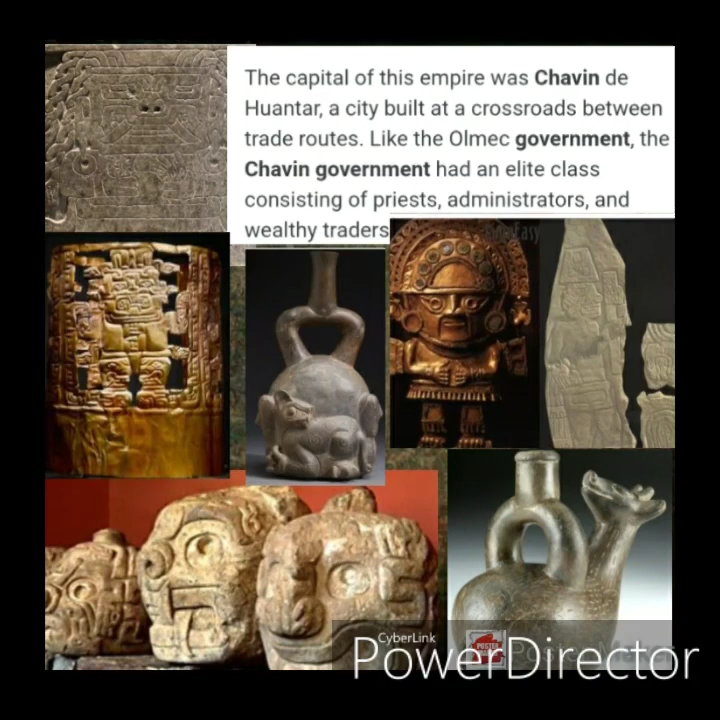 The capital of this empire was Chavin de
Huantar, a city built at a crossroads between
trade routes. Like the Olmec government, the
Chavin government had an elite class
consisting of priests, administrators, and
wealthy traders
CyberLink
PowerDirector